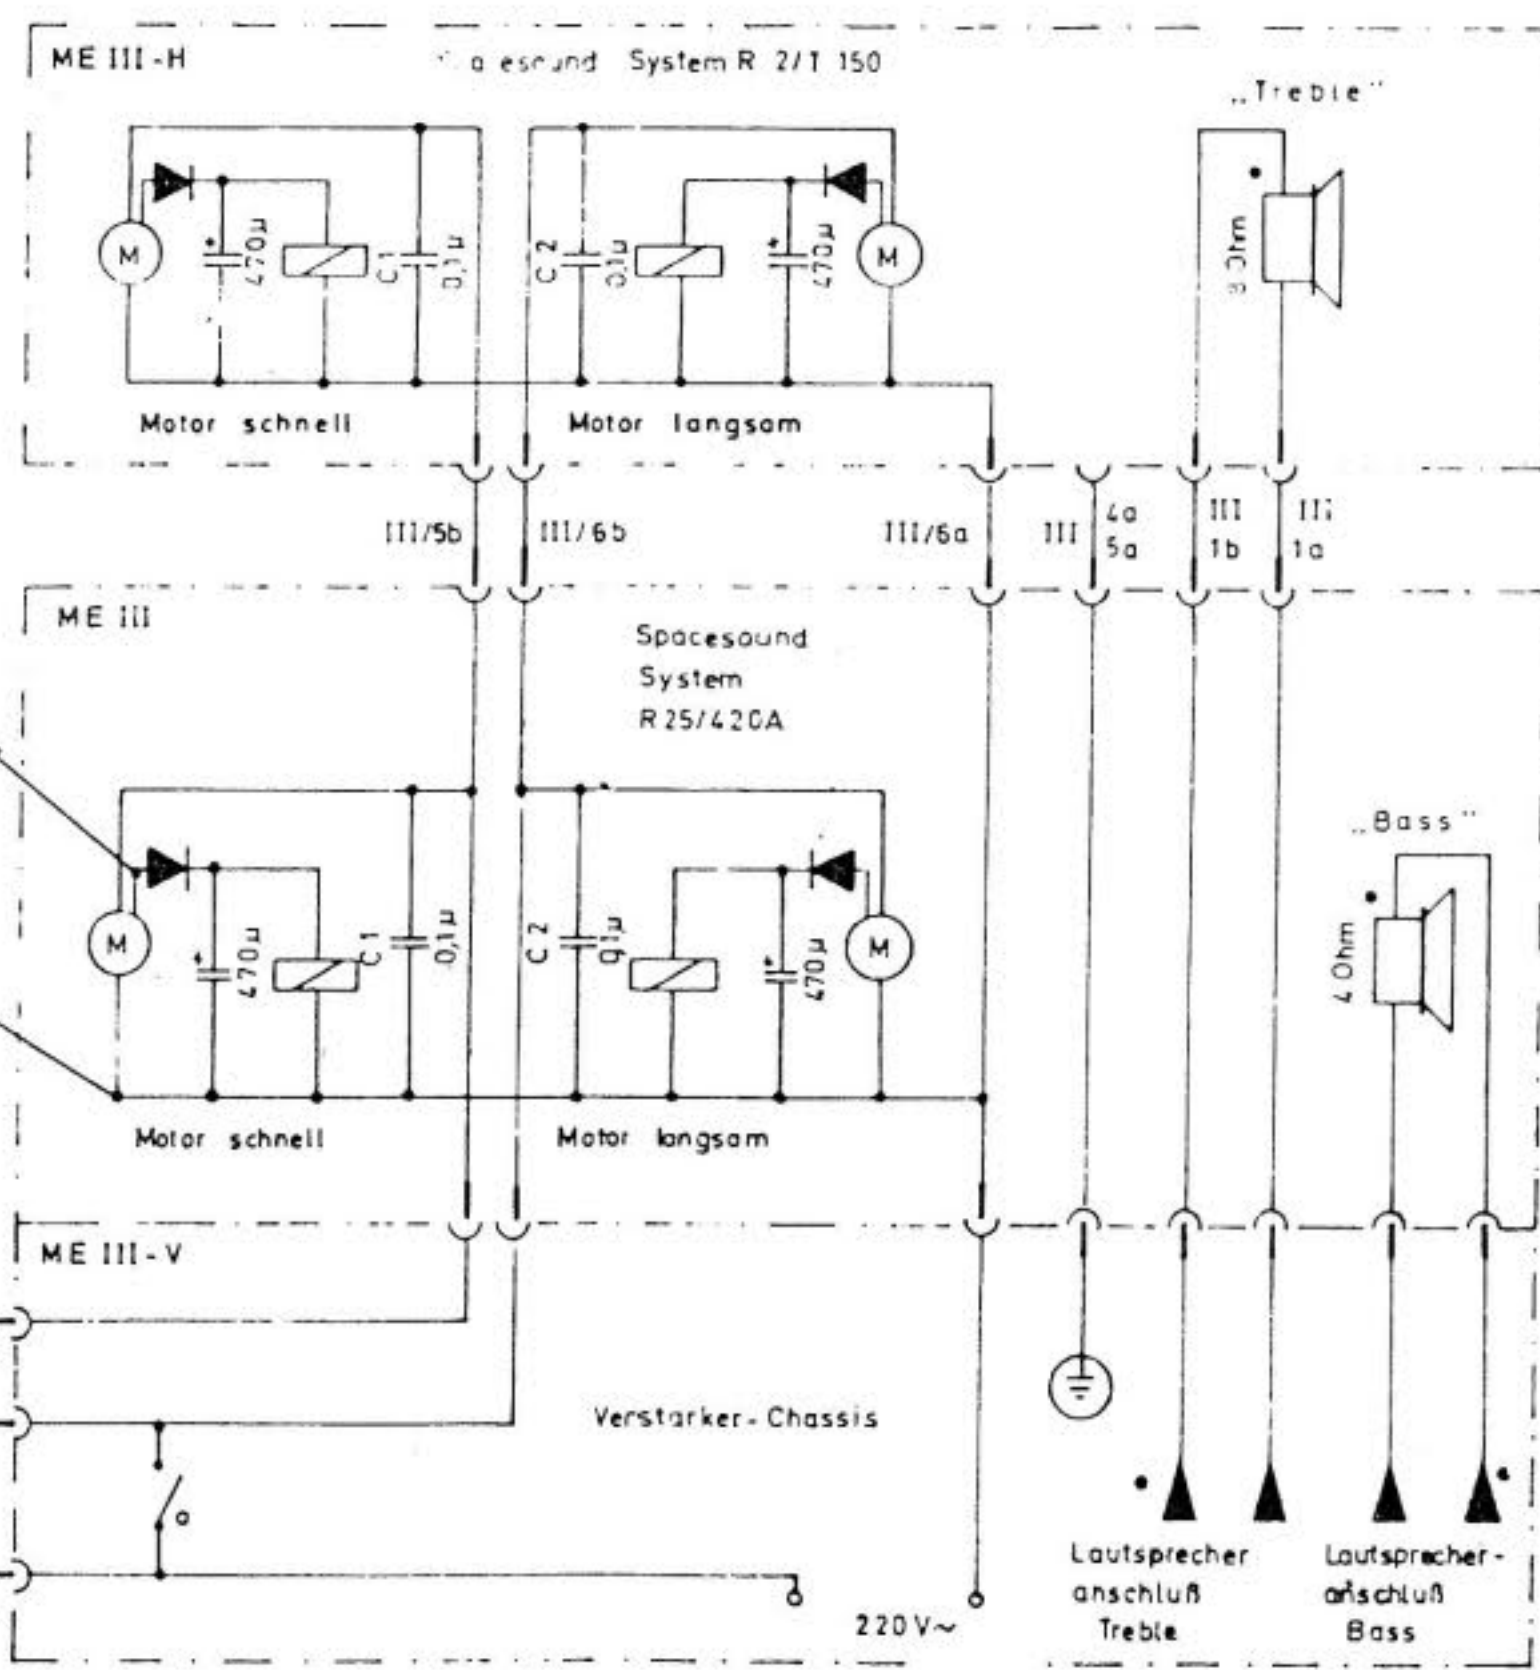 ME III-H
System R 2/T 150
„Treble“
M
470µ
C1
0,1µ
C2
0,1µ
470µ
M
8 Ohm
Motor schnell
Motor langsam
III/5b
III/6b
III/6a
III
4a
5a
III
1b
III
1a
ME III
Spacesound
System
R25/420A
„Bass“
M
470µ
C1
0,1µ
C2
0,1µ
470µ
M
4 Ohm
Motor schnell
Motor langsam
ME III-V
Verstarker-Chassis
a
220V~
Lautsprecher
anschluß
Treble
Lautsprecher-
anschluß
Bass